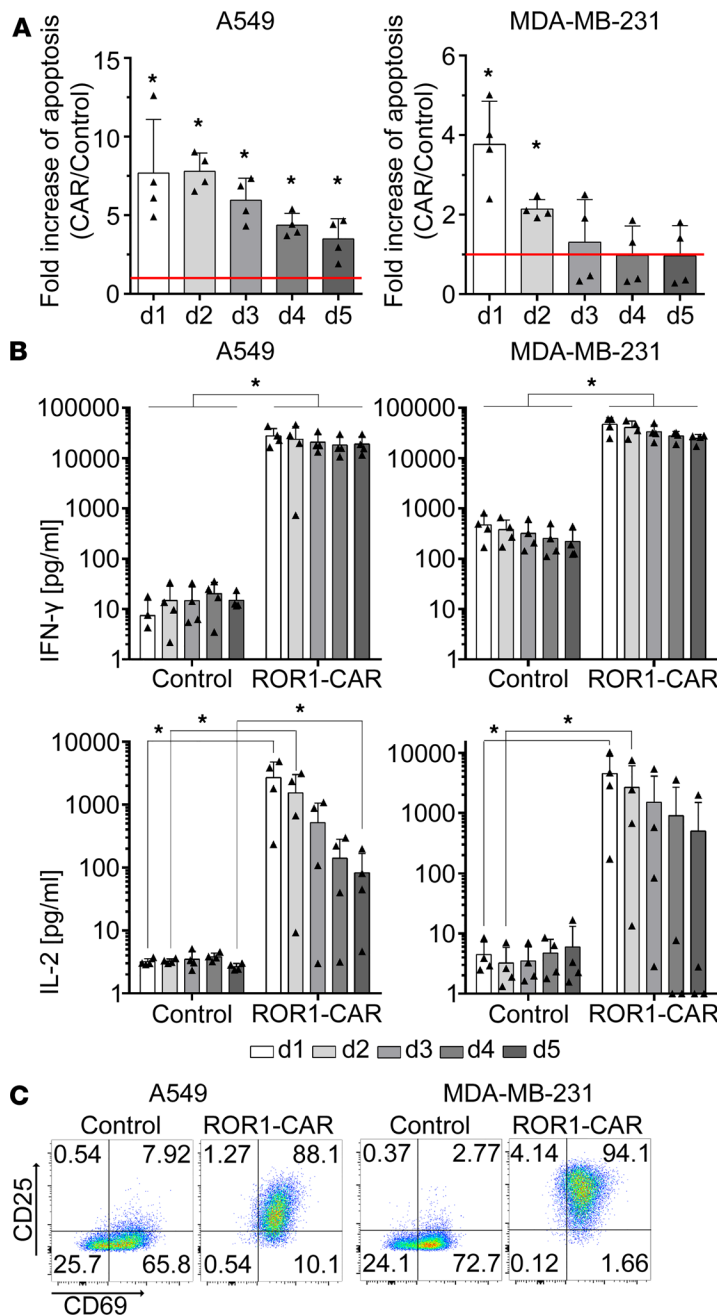 A
A549
MDA-MB-231
Fold increase of apoptosis
(CAR/Control)
15
10
5
0
*
*
*
*
*
d1 d2 d3 d4 d5
Fold increase of apoptosis
(CAR/Control)
6
4
2
0
*
*
d1 d2 d3 d4 d5
B
A549
MDA-MB-231
IFN-γ [pg/ml]
100000
10000
1000
100
10
1
*
Control ROR1-CAR
100000
10000
1000
100
10
1
*
Control ROR1-CAR
IL-2 [pg/ml]
10000
1000
100
10
1
* * *
Control ROR1-CAR
10000
1000
100
10
1
* *
Control ROR1-CAR
d1 d2 d3 d4 d5
C
A549
MDA-MB-231
Control ROR1-CAR Control ROR1-CAR
0.54 7.92 1.27 88.1 0.37 2.77 4.14 94.1
25.7 65.8 0.54 10.1 24.1 72.7 0.12 1.66
CD25
CD69